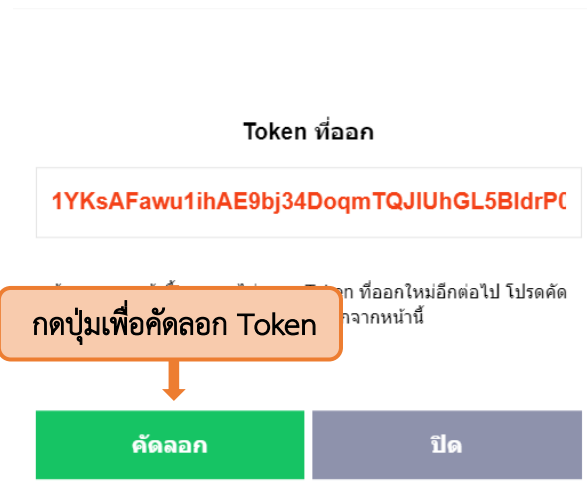 Token ที่ออก
1YKsAFawu1ihAE9bj34DoqmTQJIUhGL5BIdrP0
ที่ออกใหม่อีกต่อไป โปรดคัด
จากหน้านี้
กดปุ่มเพื่อคัดลอก Token
คัดลอก
ปิด